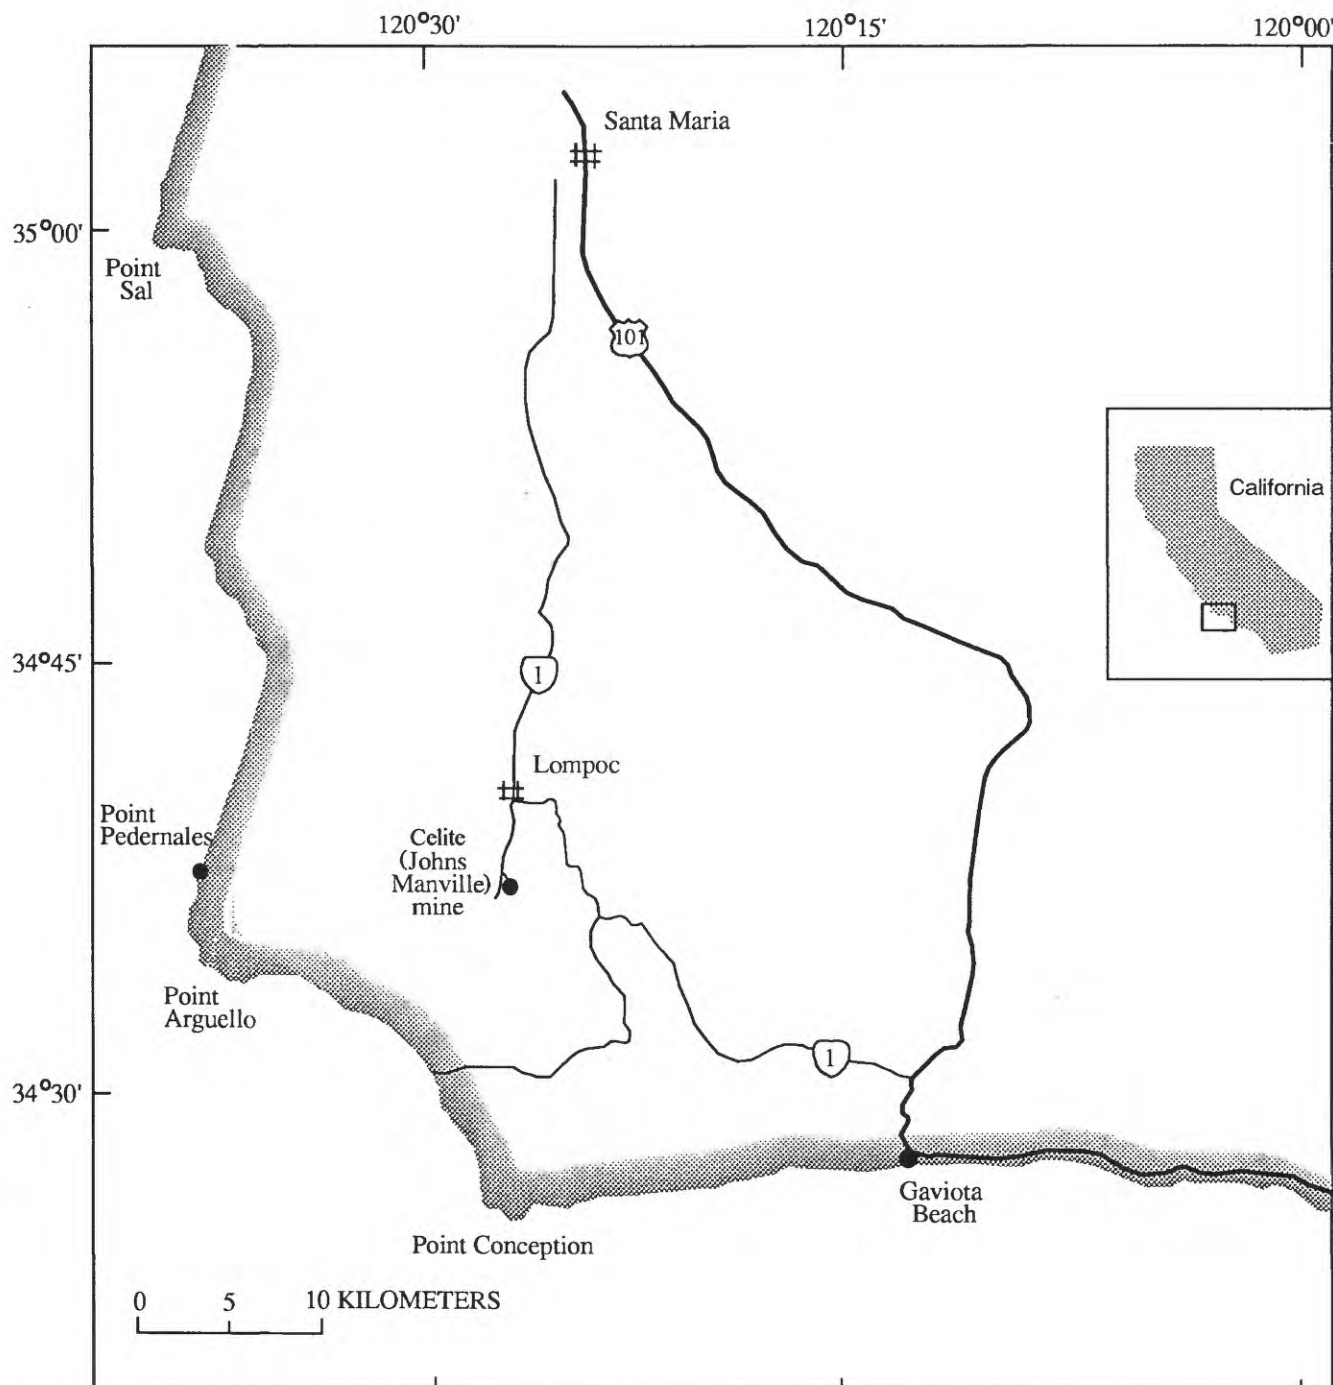 120°30'
120°15'
120°00'
Santa Maria
35°00'
Point
Sal
101
California
34°45'
1
Lompoc
Point
Pedernales
Celite
(Johns
Manville)
mine
Point
Arguello
1
34°30'
Gaviota
Beach
Point Conception
0 5 10 KILOMETERS